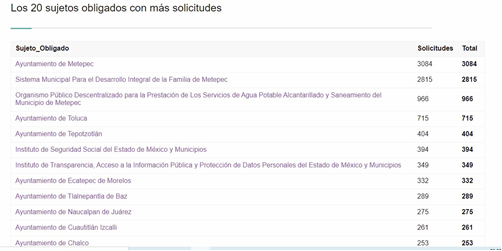 Los 20 sujetos obligados con más solicitudes
Sujeto_Obligado Solicitudes Total
Ayuntamiento de Metepec 3084 3084
Sistema Municipal Para el Desarrollo Integral de la Familia de Metepec 2815 2815
Organismo Público Descentralizado para la Prestación de Los Servicios de Agua Potable Alcantarillado y Saneamiento del
Municipio de Metepec 966 966
Ayuntamiento de Toluca 715 715
Ayuntamiento de Tepotzotlán 404 404
Instituto de Seguridad Social del Estado de México y Municipios 394 394
Instituto de Transparencia, Acceso a la Información Pública y Protección de Datos Personales del Estado de México y Municipios 349 349
Ayuntamiento de Ecatepec de Morelos 332 332
Ayuntamiento de Tlalnepantla de Baz 289 289
Ayuntamiento de Naucalpan de Juárez 275 275
Ayuntamiento de Cuautitlán Izcalli 261 261
Ayuntamiento de Chalco 253 253